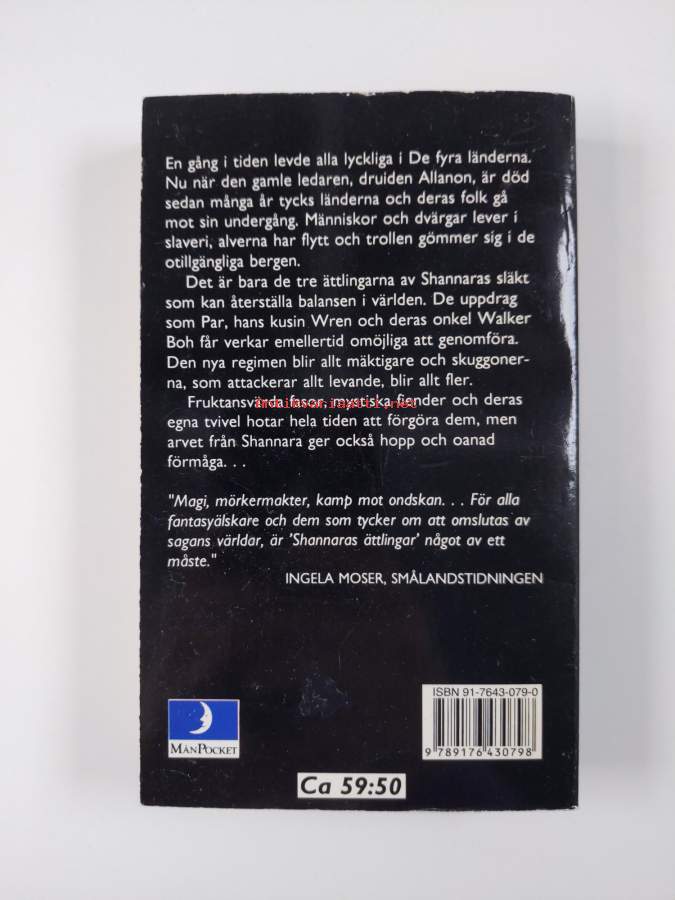 En gång i tiden levde alla lyckliga i De fyra länderna.
Nu när den gamle ledaren, druiden Allanon, är död
sedan många år tycks länderna och deras folk gå
mot sin undergång. Människor och dvärgar lever i
slaveri, alverna har flytt och trollen gömmer sig i de
otillgängliga bergen.
Det är bara de tre ättlingarna av Shannaras släkt
som kan återställa balansen i världen. De uppdrag
som Par, hans kusin Wren och deras onkel Walker
Boh får verkar emellertid omöjliga att genomföra.
Den nya regimen blir allt mäktigare och skuggoner-
na, som attackerar allt levande, blir allt fler.
Fruktansvärda fasor, mystiska fiender och deras
antikvariaatti.net
egna tvivel hotar hela tiden att förgöra dem, men
arvet från Shannara ger också hopp och oanad
förmåga. . .
"Magi, mörkermakter, kamp mot ondskan. . . För alla
fantasyälskare och dem som tycker om att omslutas av
sagans världar, är 'Shannaras ättlingar' något av ett
måste."
INGELA MOSER, SMÅLANDSTIDNINGEN
ISBN 91-7643-079-0
9 789176 430798
MÅNPOCKET
Ca 59:50